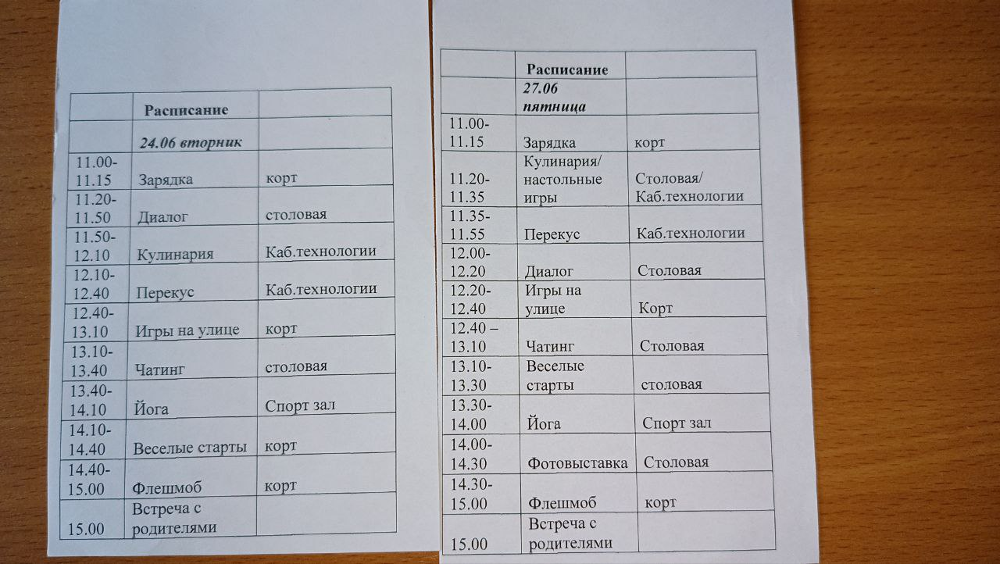 Расписание
24.06 вторник
11.00-
11.15 Зарядка корт
11.20-
11.50 Диалог столовая
11.50-
12.10 Кулинария Каб.технологии
12.10-
12.40 Перекус Каб.технологии
12.40-
13.10 Игры на улице корт
13.10-
13.40 Чатинг столовая
13.40-
14.10 Йога Спорт зал
14.10-
14.40 Веселые старты корт
14.40-
15.00 Флешмоб корт
Встреча с
15.00 родителями
Расписание
27.06
пятница
11.00-
11.15 Зарядка корт
Кулинария/
11.20- настольные Столовая/
11.35 игры Каб.технологии
11.35-
11.55 Перекус Каб.технологии
12.00-
12.20 Диалог Столовая
12.20- Игры на
12.40 улице Корт
12.40 –
13.10 Чатинг Столовая
13.10- Веселые
13.30 старты столовая
13.30-
14.00 Йога Спорт зал
14.00-
14.30 Фотовыставка Столовая
14.30-
15.00 Флешмоб корт
Встреча с
15.00 родителями